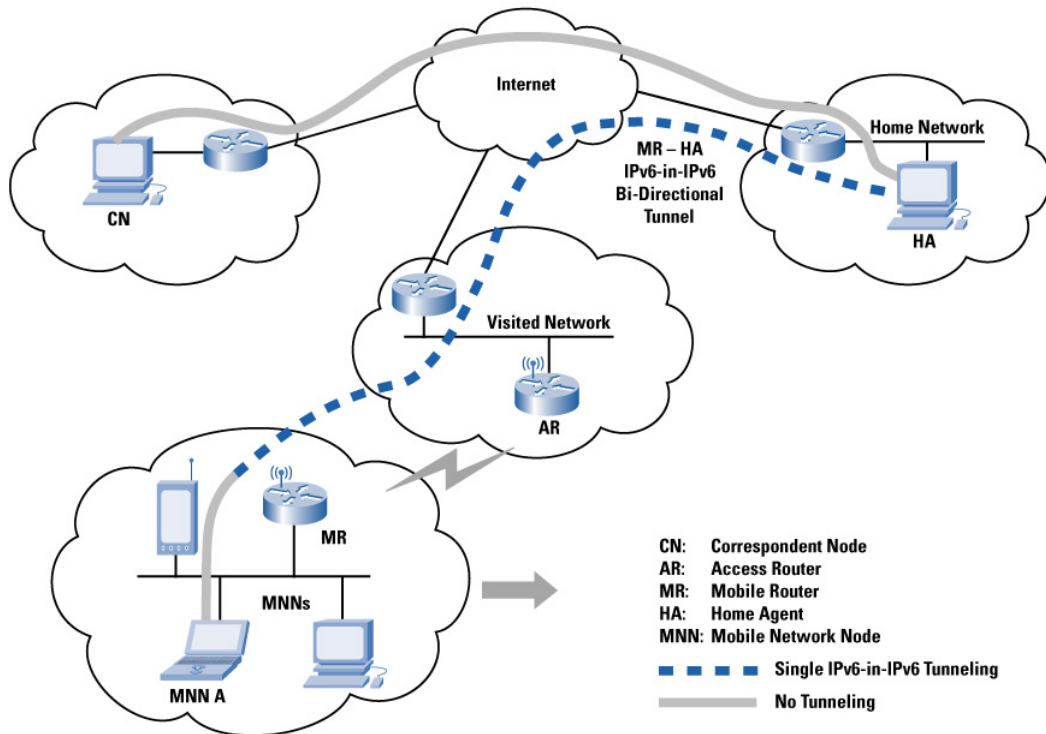 Internet
CN
Home Network
MR – HA
IPv6-in-IPv6
Bi-Directional
Tunnel
HA
Visited Network
AR
MR
MNNs
MNN A
CN: Correspondent Node
AR: Access Router
MR: Mobile Router
HA: Home Agent
MNN: Mobile Network Node
Single IPv6-in-IPv6 Tunneling
No Tunneling